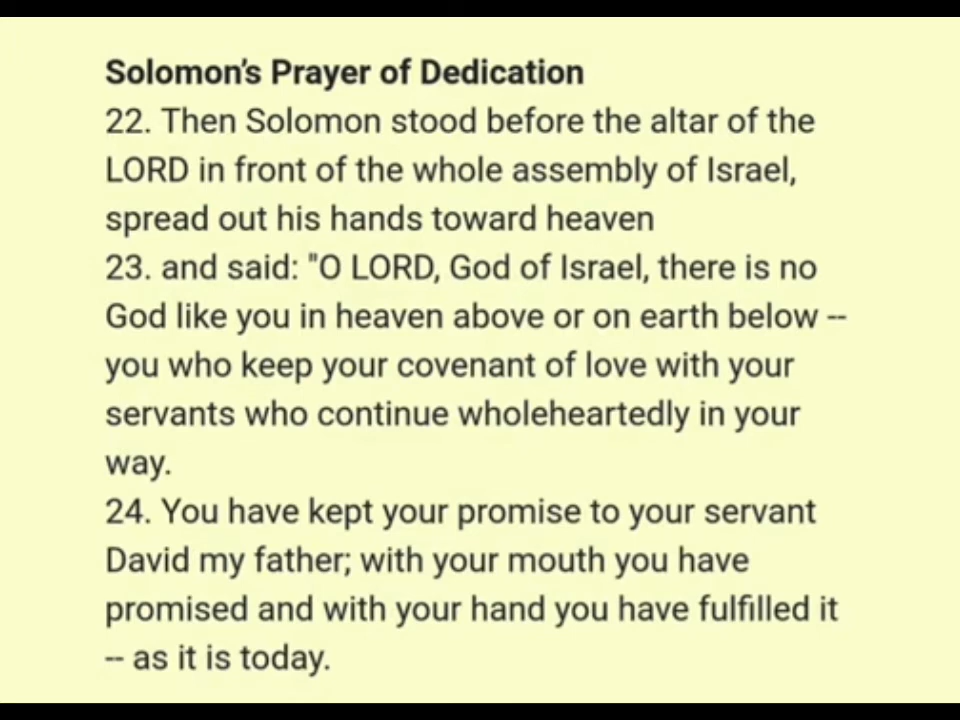 Solomon’s Prayer of Dedication
22. Then Solomon stood before the altar of the
LORD in front of the whole assembly of Israel,
spread out his hands toward heaven
23. and said: "O LORD, God of Israel, there is no
God like you in heaven above or on earth below --
you who keep your covenant of love with your
servants who continue wholeheartedly in your
way.
24. You have kept your promise to your servant
David my father; with your mouth you have
promised and with your hand you have fulfilled it
-- as it is today.